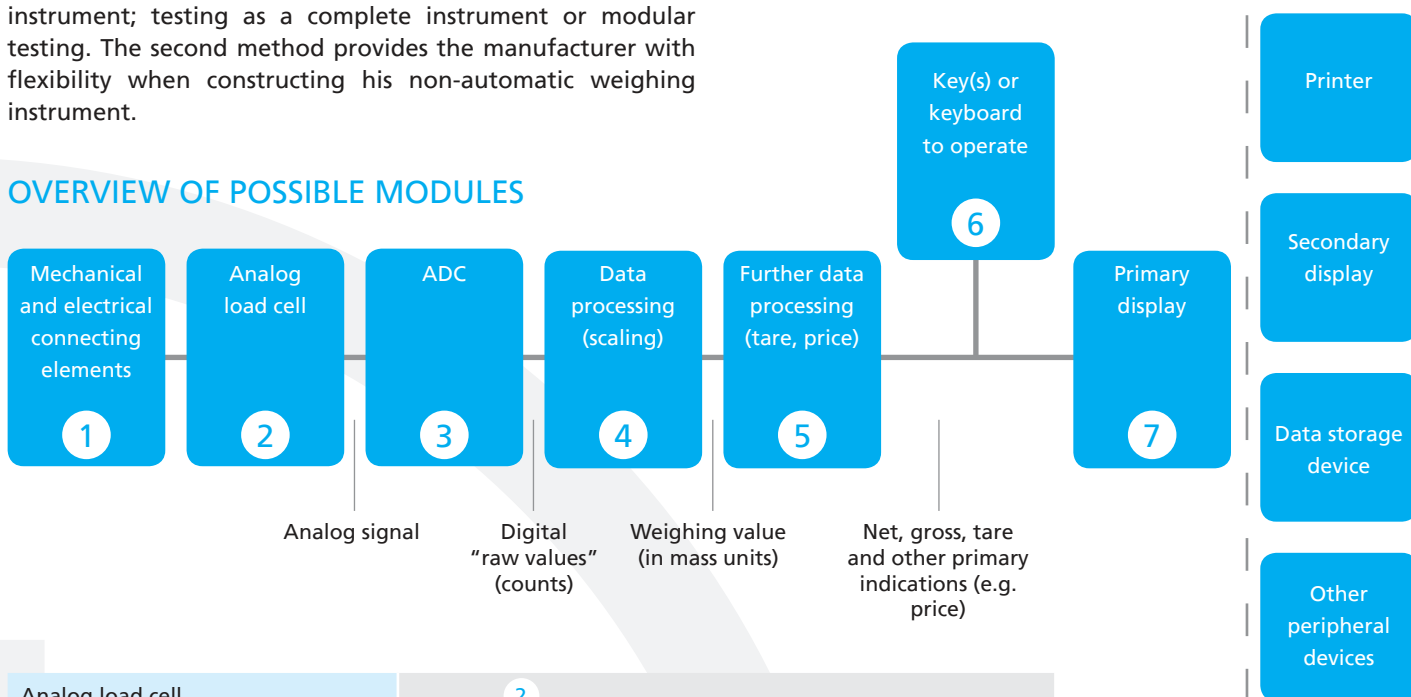 instrument; testing as a complete instrument or modular
testing. The second method provides the manufacturer with
flexibility when constructing his non-automatic weighing
instrument.
OVERVIEW OF POSSIBLE MODULES
Mechanical
and electrical
connecting
elements
1
Analog
load cell
2
ADC
3
Data
processing
(scaling)
4
Further data
processing
(tare, price)
5
Key(s) or
keyboard
to operate
6
Primary
display
7
Printer
Secondary
display
Data storage
device
Other
peripheral
devices
Analog signal
Digital
“raw values”
(counts)
Weighing value
(in mass units)
Net, gross, tare
and other primary
indications (e.g.
price)
Analog load cell
2